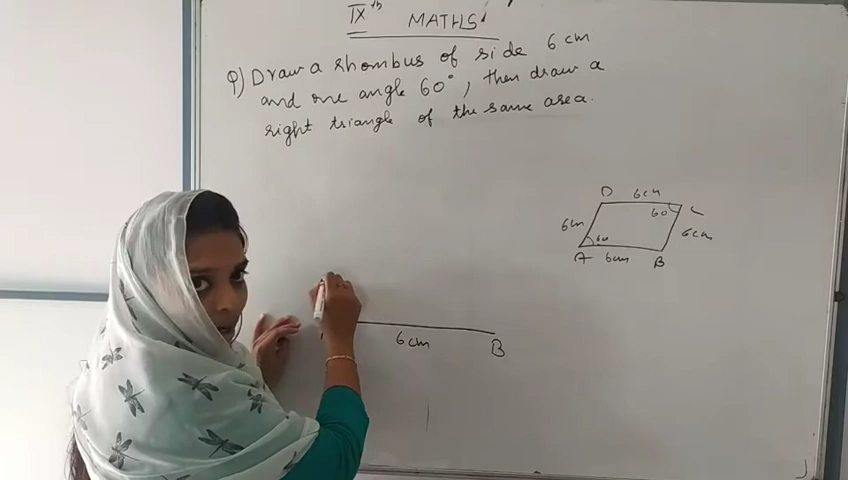 IXth MATHS
Q) Draw a rhombus of side 6 cm
and one angle 60°, then draw a
right triangle of the same area.
D 6cm C
60°
6cm 6cm
60
A 6cm B
6cm B